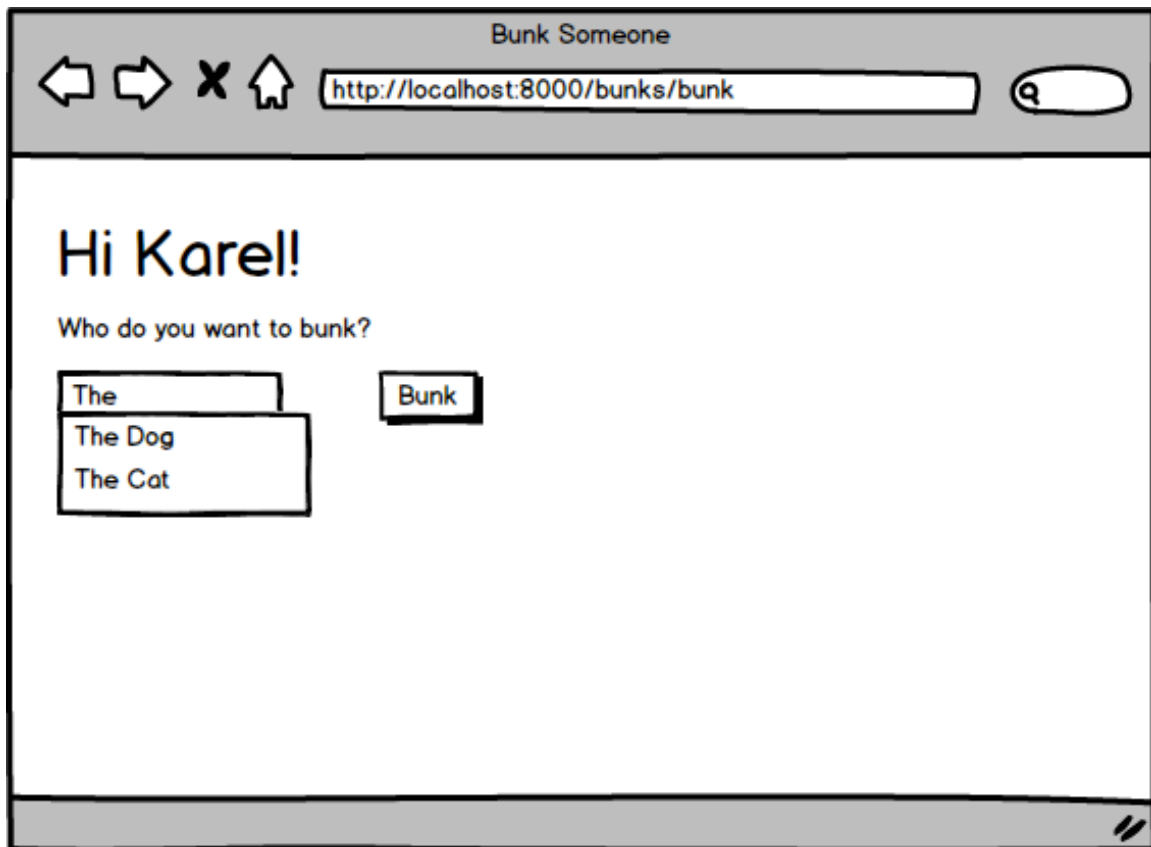 Bunk Someone
http://localhost:8000/bunks/bunk
Hi Karel!
Who do you want to bunk?
The
Bunk
The Dog
The Cat